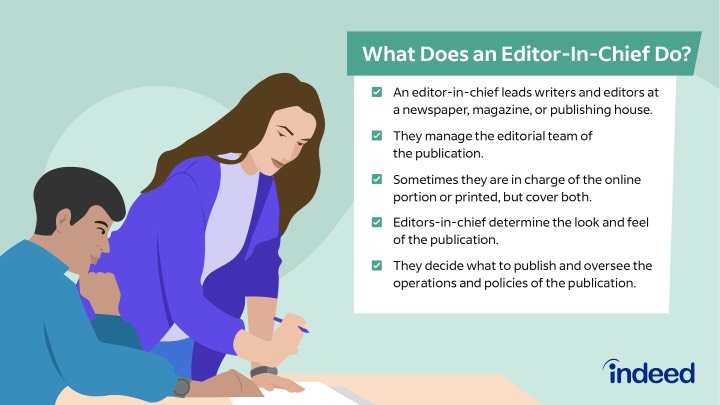 What Does an Editor-In-Chief Do?
An editor-in-chief leads writers and editors at
a newspaper, magazine, or publishing house.
They manage the editorial team of
the publication.
Sometimes they are in charge of the online
portion or printed, but cover both.
Editors-in-chief determine the look and feel
of the publication.
They decide what to publish and oversee the
operations and policies of the publication.
indeed